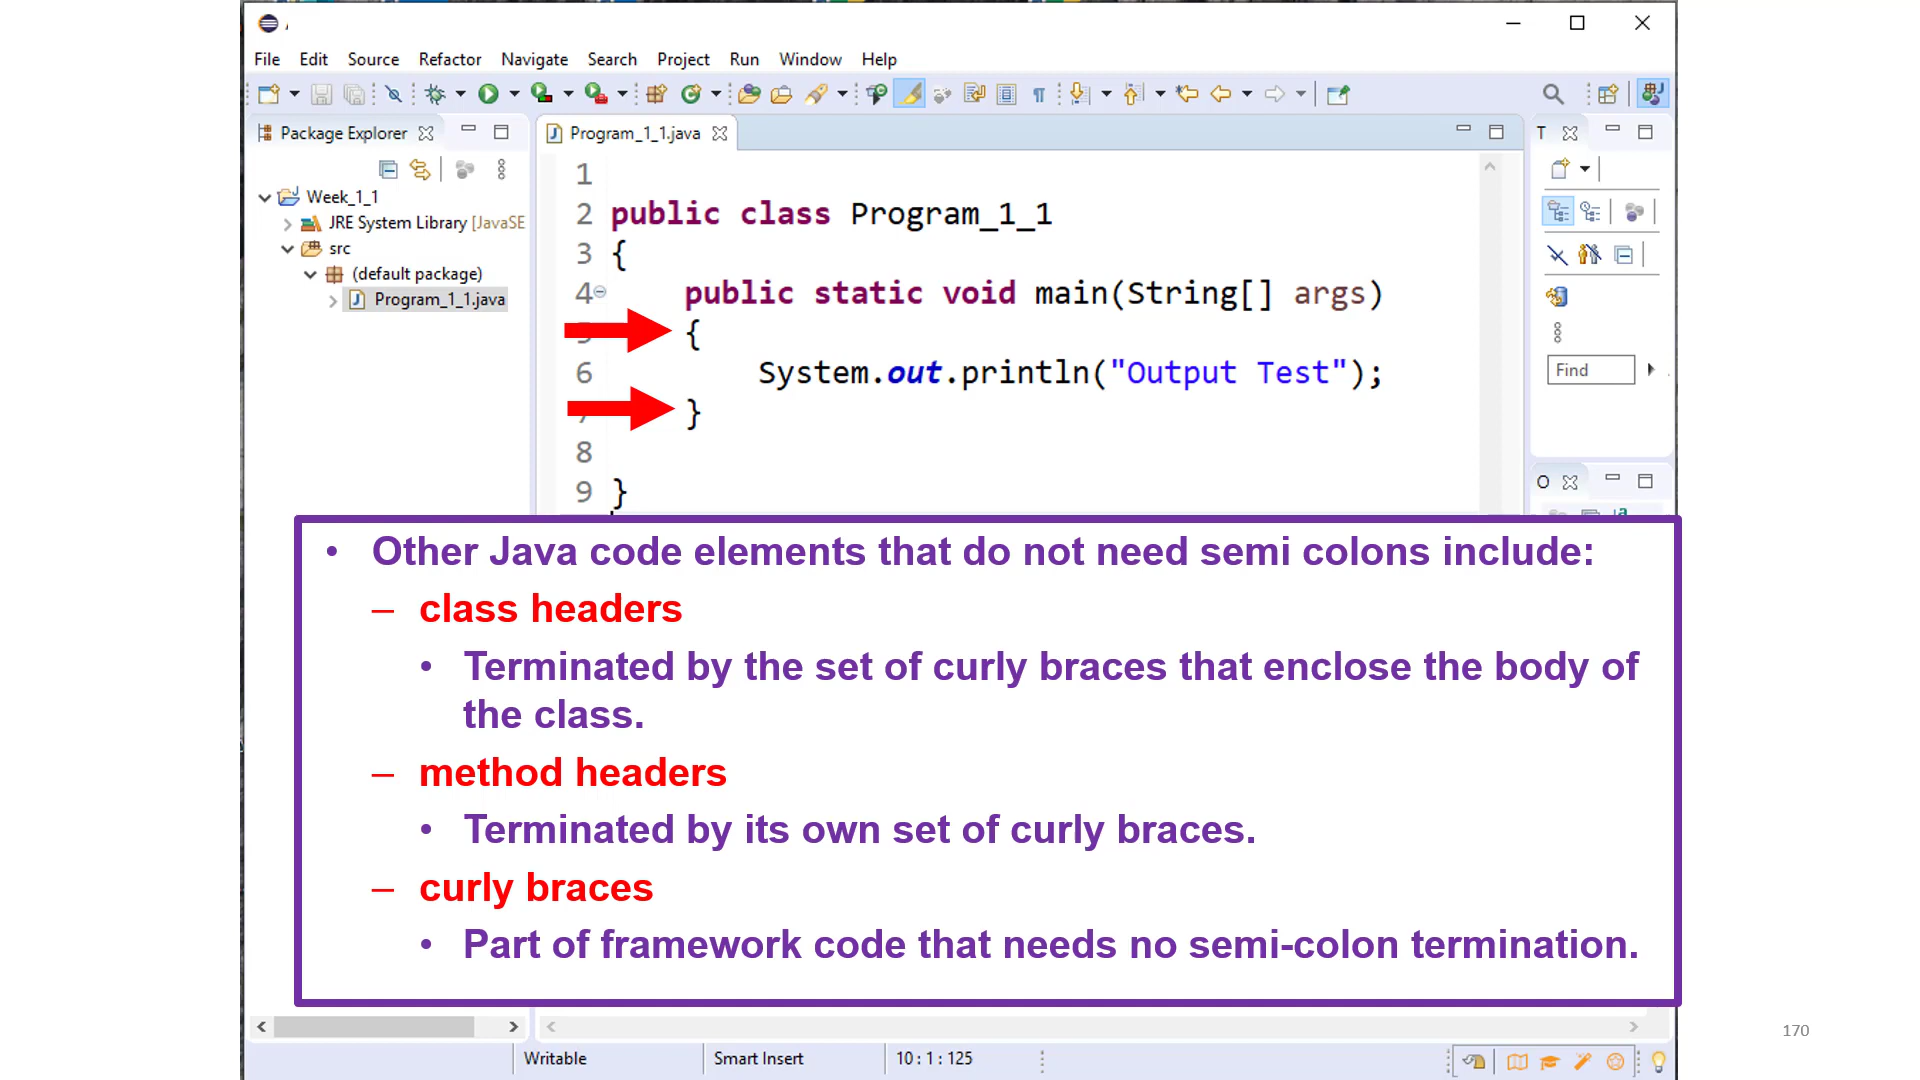 File Edit Source Refactor Navigate Search Project Run Window Help
Package Explorer
Program_1_1.java
T
Week_1_1
JRE System Library [JavaSE
src
(default package)
Program_1_1.java
1
2 public class Program_1_1
3 {
4 public static void main(String[] args)
{
6 System.out.println("Output Test");
}
8
9 }
Find
O
• Other Java code elements that do not need semi colons include:
– class headers
• Terminated by the set of curly braces that enclose the body of
the class.
– method headers
• Terminated by its own set of curly braces.
– curly braces
• Part of framework code that needs no semi-colon termination.
Writable Smart Insert 10 : 1 : 125
170